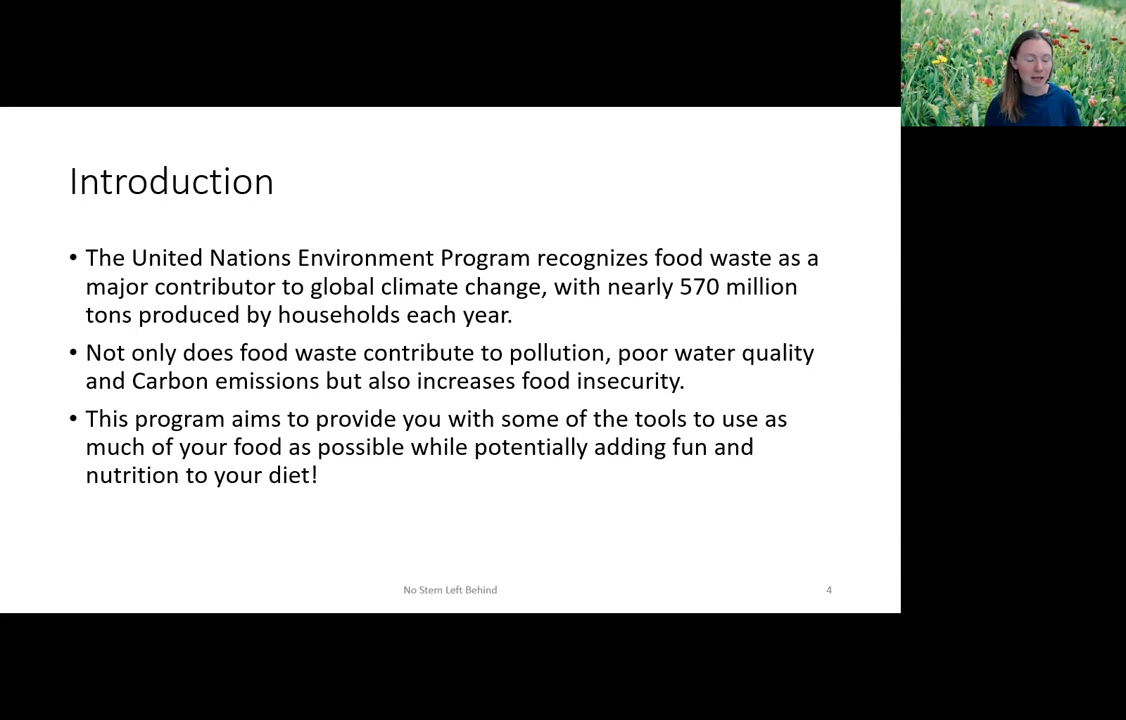 Introduction
• The United Nations Environment Program recognizes food waste as a
major contributor to global climate change, with nearly 570 million
tons produced by households each year.
• Not only does food waste contribute to pollution, poor water quality
and Carbon emissions but also increases food insecurity.
• This program aims to provide you with some of the tools to use as
much of your food as possible while potentially adding fun and
nutrition to your diet!
No Stem Left Behind
4